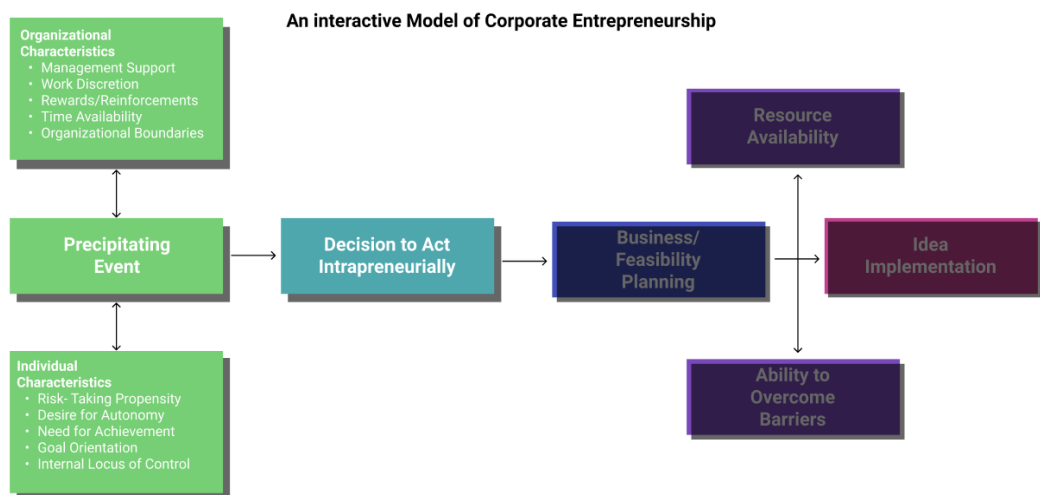 An interactive Model of Corporate Entrepreneurship
Organizational
Characteristics
• Management Support
• Work Discretion
• Rewards/Reinforcements
• Time Availability
• Organizational Boundaries
Resource
Availability
Precipitating
Event
Decision to Act
Intrapreneurially
Business/
Feasibility
Planning
Idea
Implementation
Individual
Characteristics
• Risk- Taking Propensity
• Desire for Autonomy
• Need for Achievement
• Goal Orientation
• Internal Locus of Control
Ability to
Overcome
Barriers